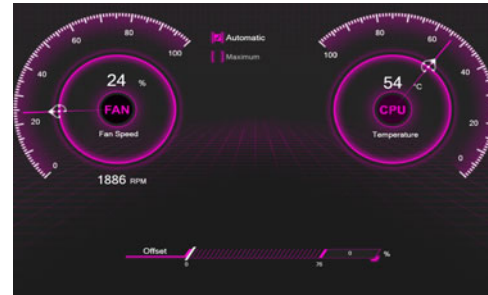 80
60
100
40
20
0
24 %
FAN
Fan Speed
1886 RPM
Automatic
Maximum
80
60
100
40
20
0
54 °C
CPU
Temperature
Offset
0
75
0 %